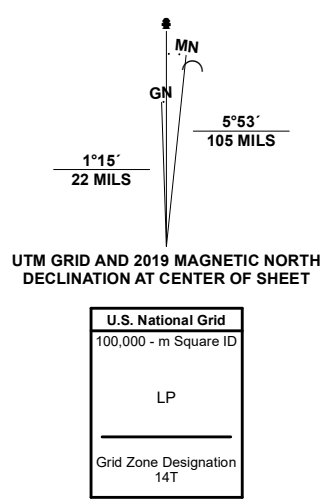 MN
GN
5°53´
105 MILS
1°15´
22 MILS
UTM GRID AND 2019 MAGNETIC NORTH
DECLINATION AT CENTER OF SHEET
U.S. National Grid
100,000 - m Square ID
LP
Grid Zone Designation
14T